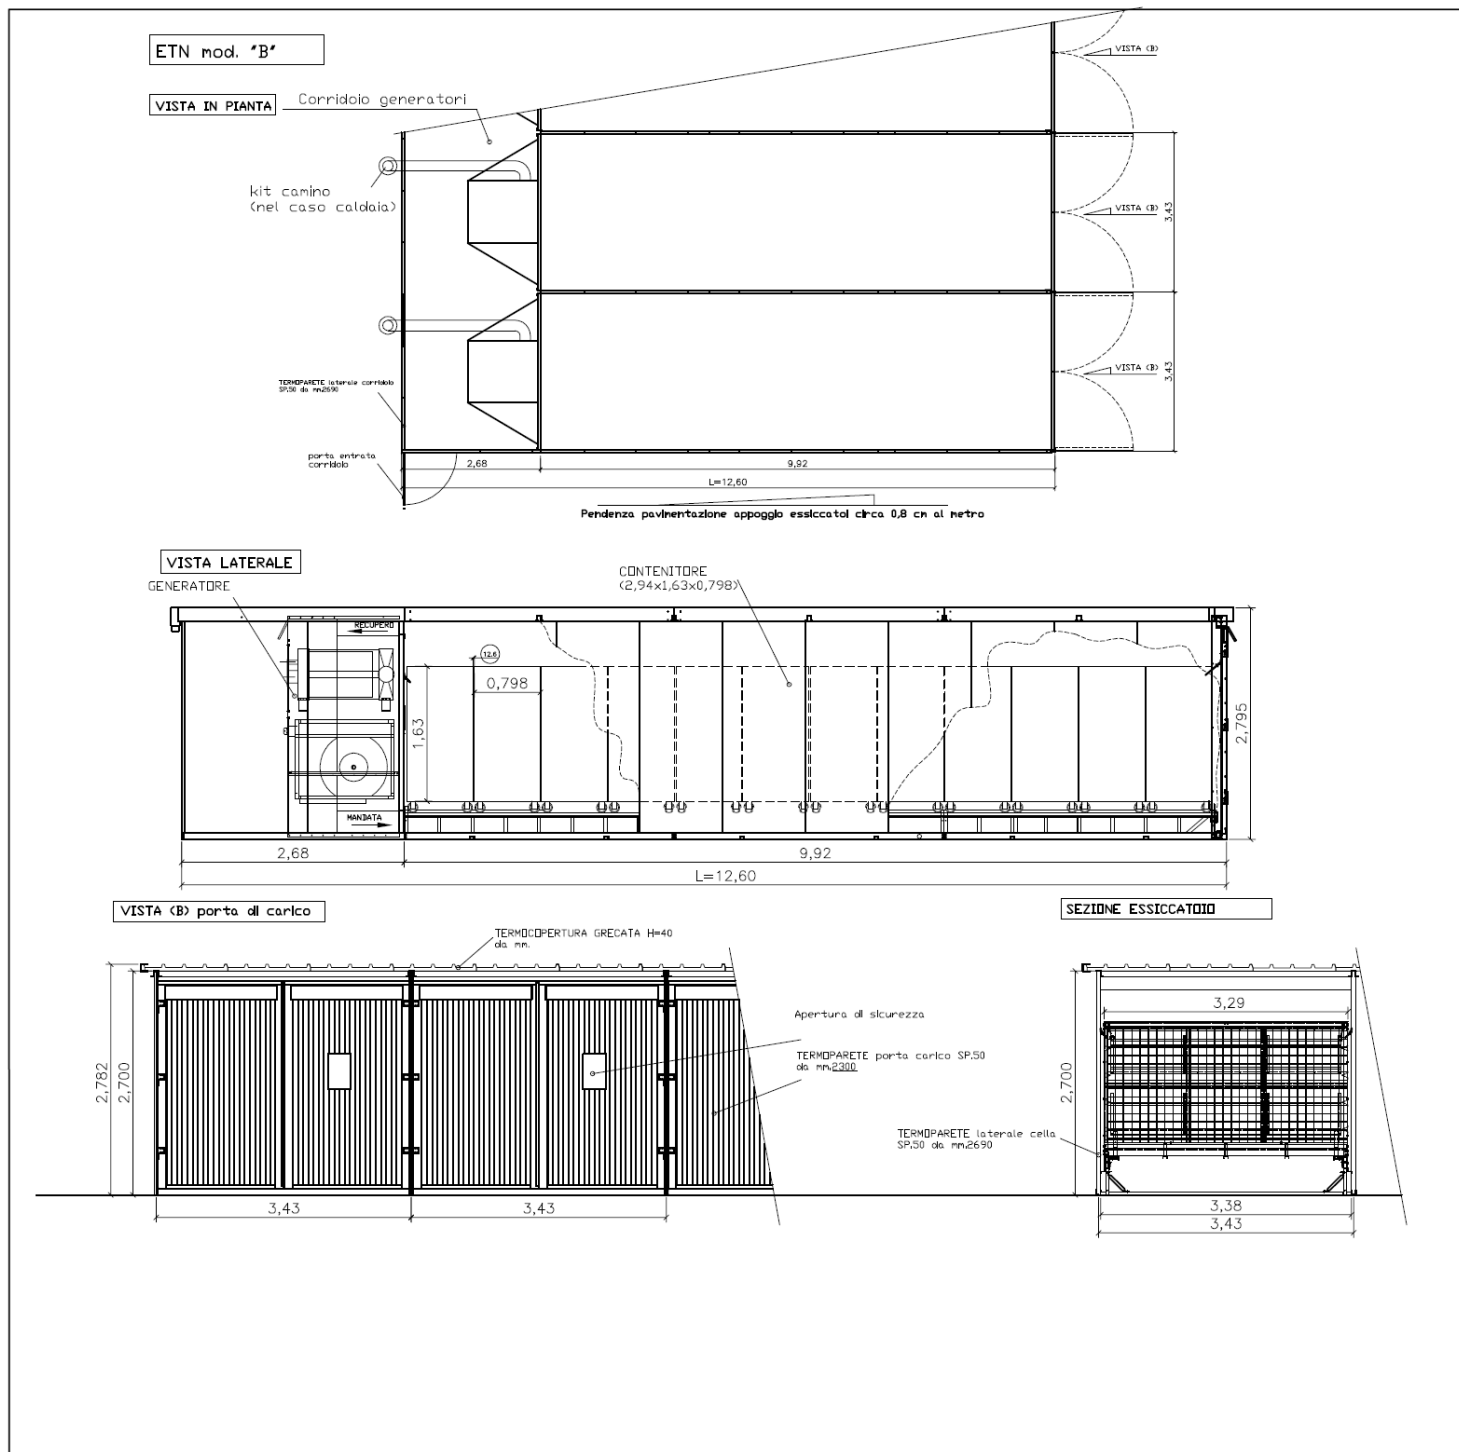 ETN mod. "B"
VISTA IN PIANTA
Corridoio generatori
kit camino
(nel caso caldaia)
VISTA (B)
VISTA (B)
3,43
VISTA (B)
3,43
TERMOPARETE laterale corridoio
SP.50 da mm.2690
porta entrata
corridoio
2,68
9,92
L=12,60
Pendenza pavimentazione appoggio essiccatoi circa 0,8 cm al metro
VISTA LATERALE
GENERATORE
CONTENITORE
(2,94x1,63x0,798)
RECUPERO
12,6
0,798
1,63
2,795
MANDATA
2,68
9,92
L=12,60
VISTA (B) porta di carico
TERMOCOPERTURA GRECATA H=40
da mm.
Apertura di sicurezza
TERMOPARETE porta carico SP.50
da mm.2300
2,782
2,700
3,43
3,43
SEZIONE ESSICCATOIO
3,29
2,700
TERMOPARETE laterale cella
SP.50 da mm.2690
3,38
3,43